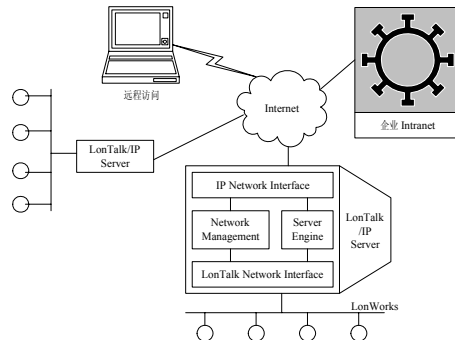 远程访问
Internet
企业 Intranet
LonTalk/IP
Server
IP Network Interface
Network
Management
Server
Engine
LonTalk
/IP
Server
LonTalk Network Interface
LonWorks